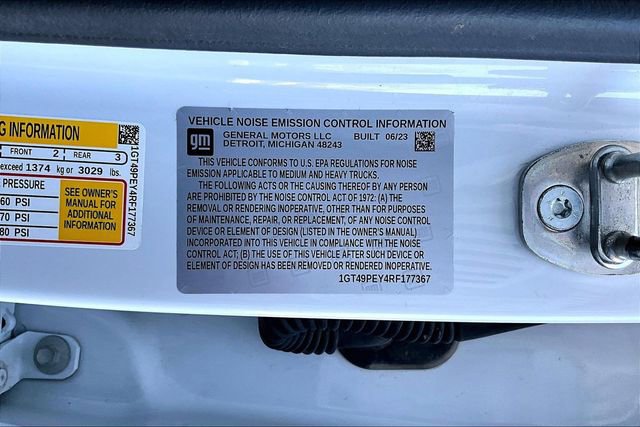 G INFORMATION
FRONT 2 REAR 3
exceed 1374 kg or 3029 lbs.
PRESSURE
60 PSI
70 PSI
80 PSI
SEE OWNER'S
MANUAL FOR
ADDITIONAL
INFORMATION
1GT49PEY4RF177367
VEHICLE NOISE EMISSION CONTROL INFORMATION
gm
GENERAL MOTORS LLC BUILT 06/23
DETROIT, MICHIGAN 48243
THIS VEHICLE CONFORMS TO U.S. EPA REGULATIONS FOR NOISE
EMISSION APPLICABLE TO MEDIUM AND HEAVY TRUCKS.
THE FOLLOWING ACTS OR THE CAUSING THEREOF BY ANY PERSON
ARE PROHIBITED BY THE NOISE CONTROL ACT OF 1972: (A) THE
REMOVAL OR RENDERING INOPERATIVE, OTHER THAN FOR PURPOSES
OF MAINTENANCE, REPAIR, OR REPLACEMENT, OF ANY NOISE CONTROL
DEVICE OR ELEMENT OF DESIGN (LISTED IN THE OWNER'S MANUAL)
INCORPORATED INTO THIS VEHICLE IN COMPLIANCE WITH THE NOISE
CONTROL ACT; (B) THE USE OF THIS VEHICLE AFTER SUCH DEVICE OR
ELEMENT OF DESIGN HAS BEEN REMOVED OR RENDERED INOPERATIVE.
1GT49PEY4RF177367